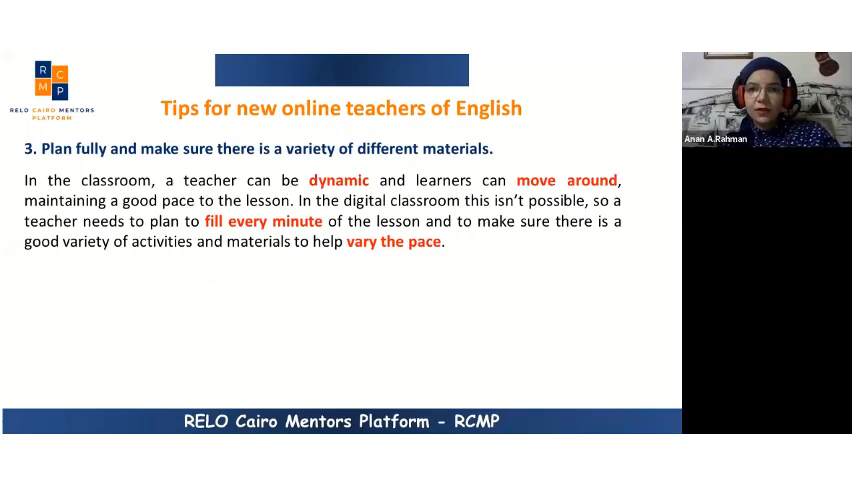 R
C
M
P
RELO CAIRO MENTORS
PLATFORM
Tips for new online teachers of English
3. Plan fully and make sure there is a variety of different materials.
In the classroom, a teacher can be dynamic and learners can move around,
maintaining a good pace to the lesson. In the digital classroom this isn't possible, so a
teacher needs to plan to fill every minute of the lesson and to make sure there is a
good variety of activities and materials to help vary the pace.
Anan A.Rahman
RELO Cairo Mentors Platform - RCMP